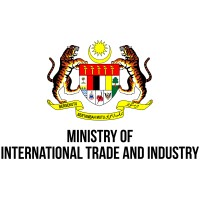 MINISTRY OF
INTERNATIONAL TRADE AND INDUSTRY